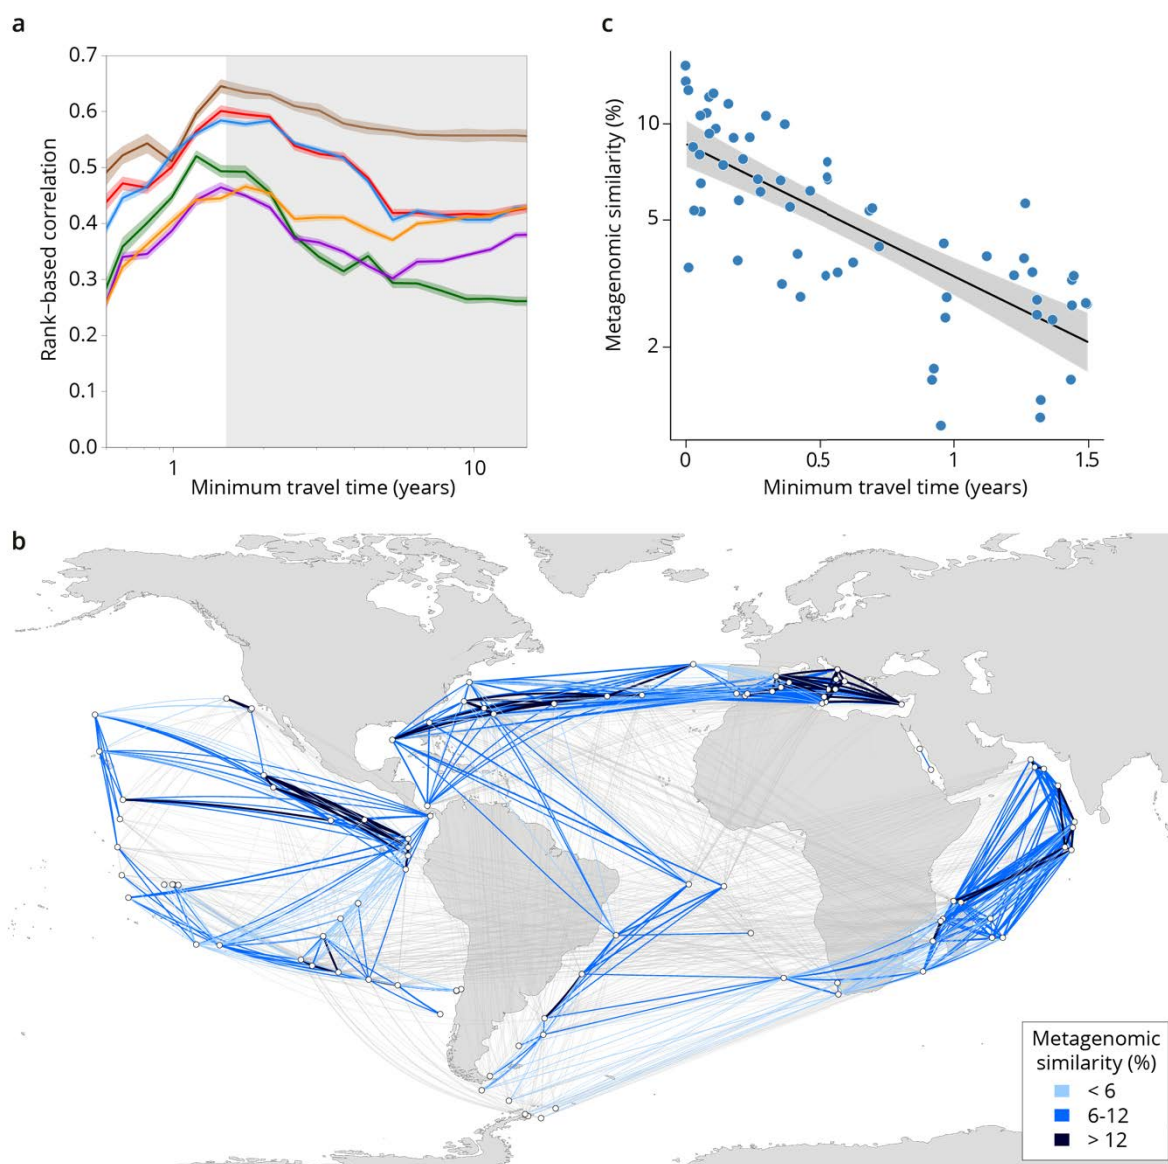 a
0.7
0.6
0.5
0.4
0.3
0.2
0.1
0.0
Rank–based correlation
1
10
Minimum travel time (years)
c
10
5
2
Metagenomic similarity (%)
0
0.5
1
1.5
Minimum travel time (years)
b
Metagenomic
similarity (%)
< 6
6-12
> 12